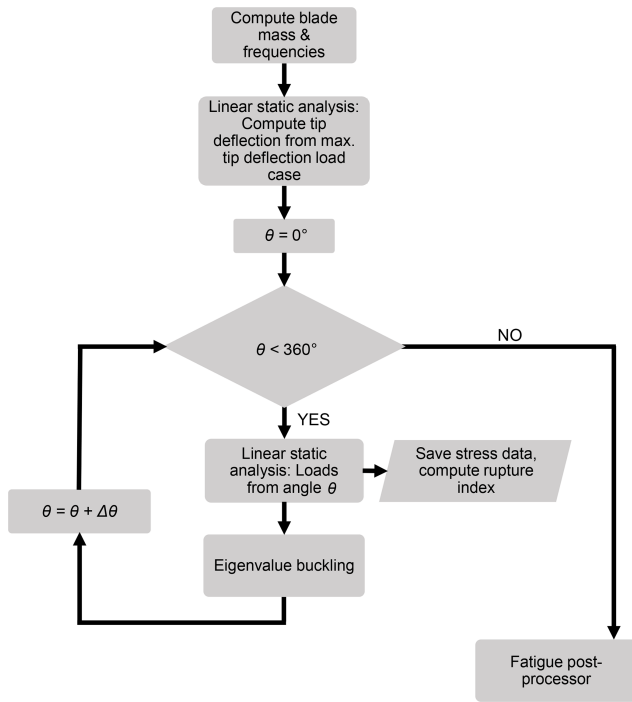 Compute blade
mass &
frequencies
Linear static analysis:
Compute tip
deflection from max.
tip deflection load
case
θ = 0°
θ < 360°
NO
YES
Linear static
analysis: Loads
from angle θ
Save stress data,
compute rupture
index
θ = θ + Δθ
Eigenvalue buckling
Fatigue post-
processor